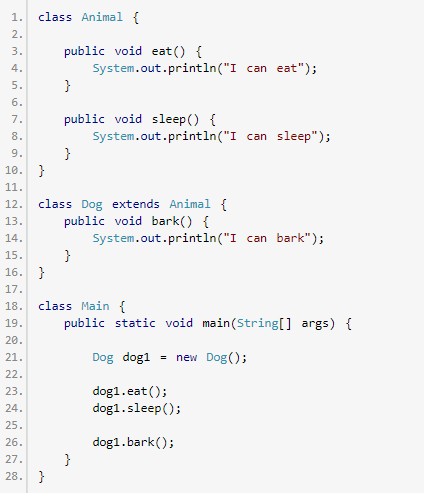 1. class Animal {
2.
3.     public void eat() {
4.         System.out.println("I can eat");
5.     }
6.
7.     public void sleep() {
8.         System.out.println("I can sleep");
9.     }
10. }
11.
12. class Dog extends Animal {
13.     public void bark() {
14.         System.out.println("I can bark");
15.     }
16. }
17.
18. class Main {
19.     public static void main(String[] args) {
20.
21.         Dog dog1 = new Dog();
22.
23.         dog1.eat();
24.         dog1.sleep();
25.
26.         dog1.bark();
27.     }
28. }